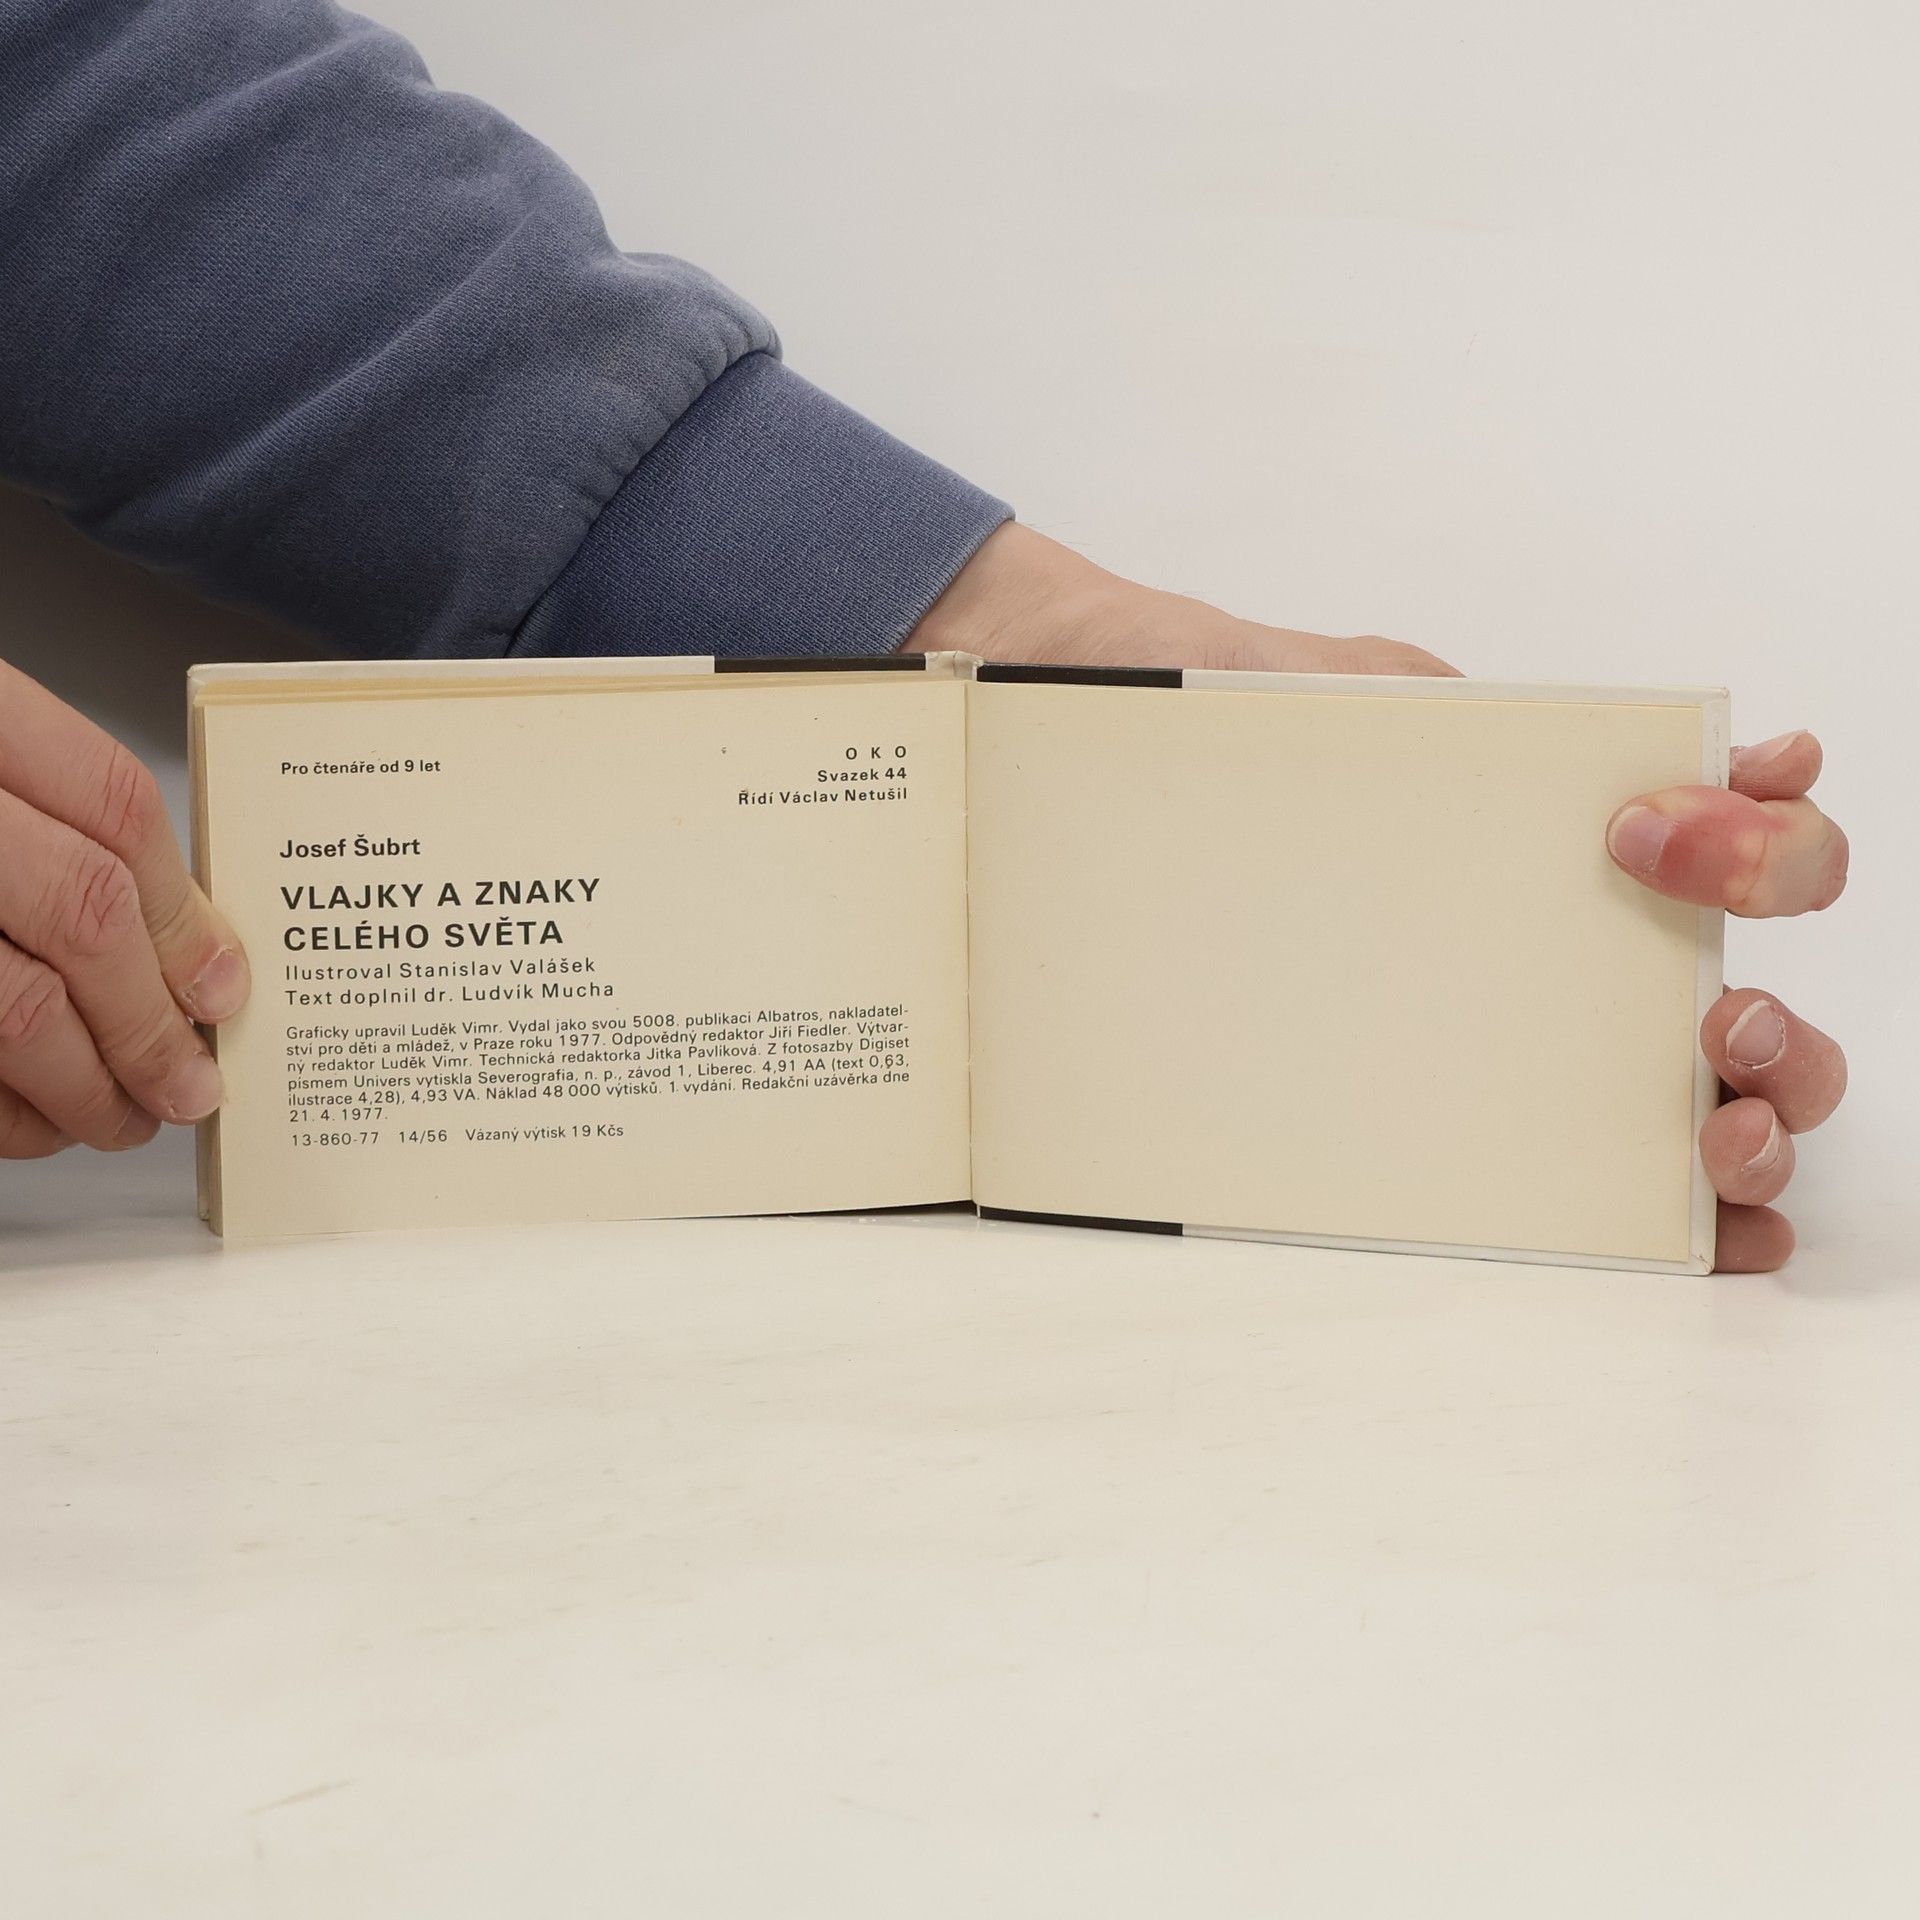 Pro čtenáře od 9 let
O K O
Svazek 44
Řídí Václav Netušil
Josef Šubrt
VLAJKY A ZNAKY
CELÉHO SVĚTA
Ilustroval Stanislav Valášek
Text doplnil dr. Ludvík Mucha
Graficky upravil Luděk Vimr. Vydal jako svou 5008. publikaci Albatros, nakladatel-
ství pro děti a mládež, v Praze roku 1977. Odpovědný redaktor Jiří Fiedler. Výtvar-
ný redaktor Luděk Vimr. Technická redaktorka Jitka Pavlíková. Z fotosazby Digiset
písmem Univers vytiskla Severografia, n. p., závod 1, Liberec. 4,91 AA (text 0,63,
ilustrace 4,28), 4,93 VA. Náklad 48 000 výtisků. 1. vydání. Redakční uzávěrka dne
21. 4. 1977.
13-860-77 14/56 Vázaný výtisk 19 Kčs